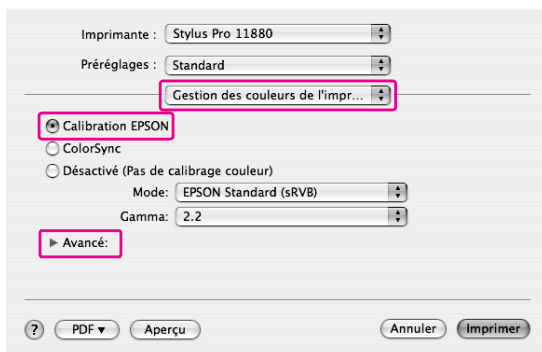 Imprimante : Stylus Pro 11880
Préréglages : Standard
Gestion des couleurs de l'impr...
Calibration EPSON
ColorSync
Désactivé (Pas de calibrage couleur)
Mode: EPSON Standard (sRVB)
Gamma: 2.2
Avancé:
? PDF Aperçu Annuler Imprimer